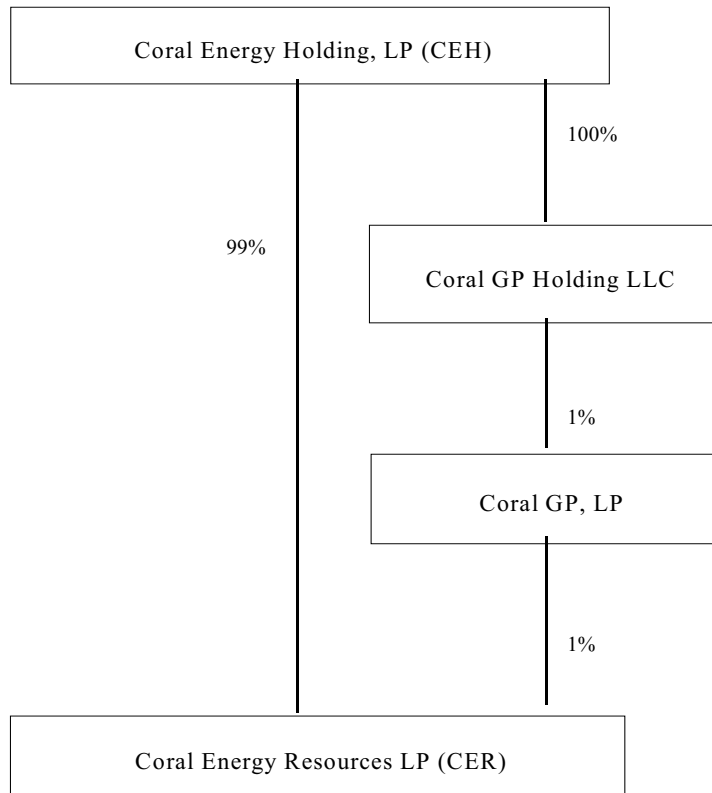 Coral Energy Holding, LP (CEH)
100%
99%
Coral GP Holding LLC
1%
Coral GP, LP
1%
Coral Energy Resources LP (CER)